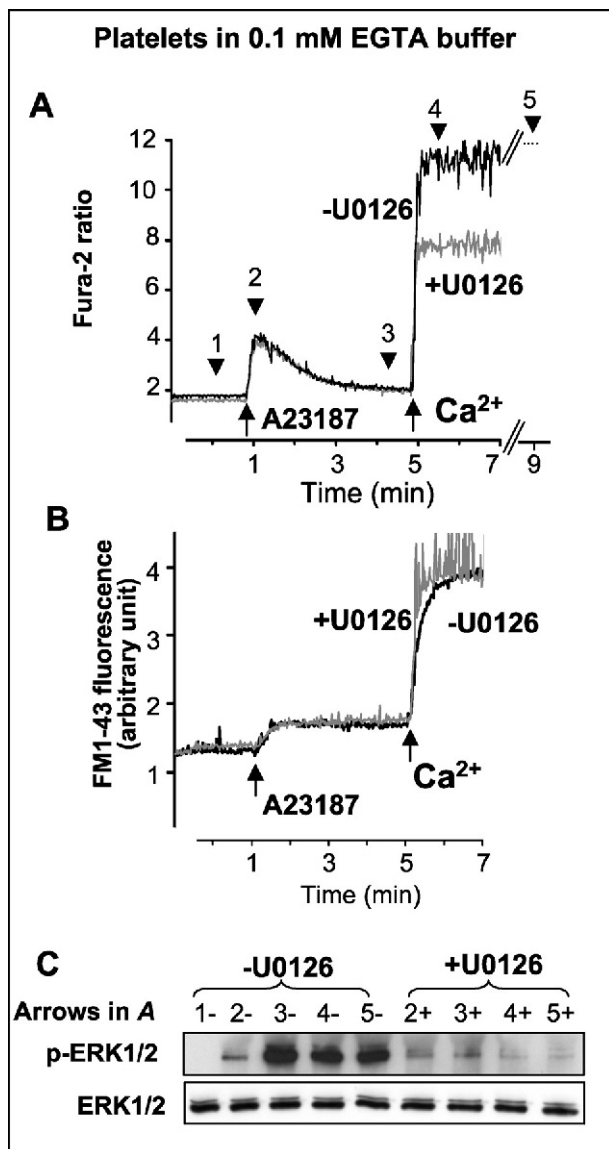 Platelets in 0.1 mM EGTA buffer
A
Fura-2 ratio
12
10
8
6
4
2
1
2
3
4
5
-U0126
+U0126
A23187
Ca²⁺
1 3 5 7 9
Time (min)
B
FM1-43 fluorescence
(arbitrary unit)
4
3
2
1
+U0126
-U0126
A23187
Ca²⁺
1 3 5 7
Time (min)
C
-U0126 +U0126
Arrows in A 1- 2- 3- 4- 5- 2+ 3+ 4+ 5+
p-ERK1/2
ERK1/2